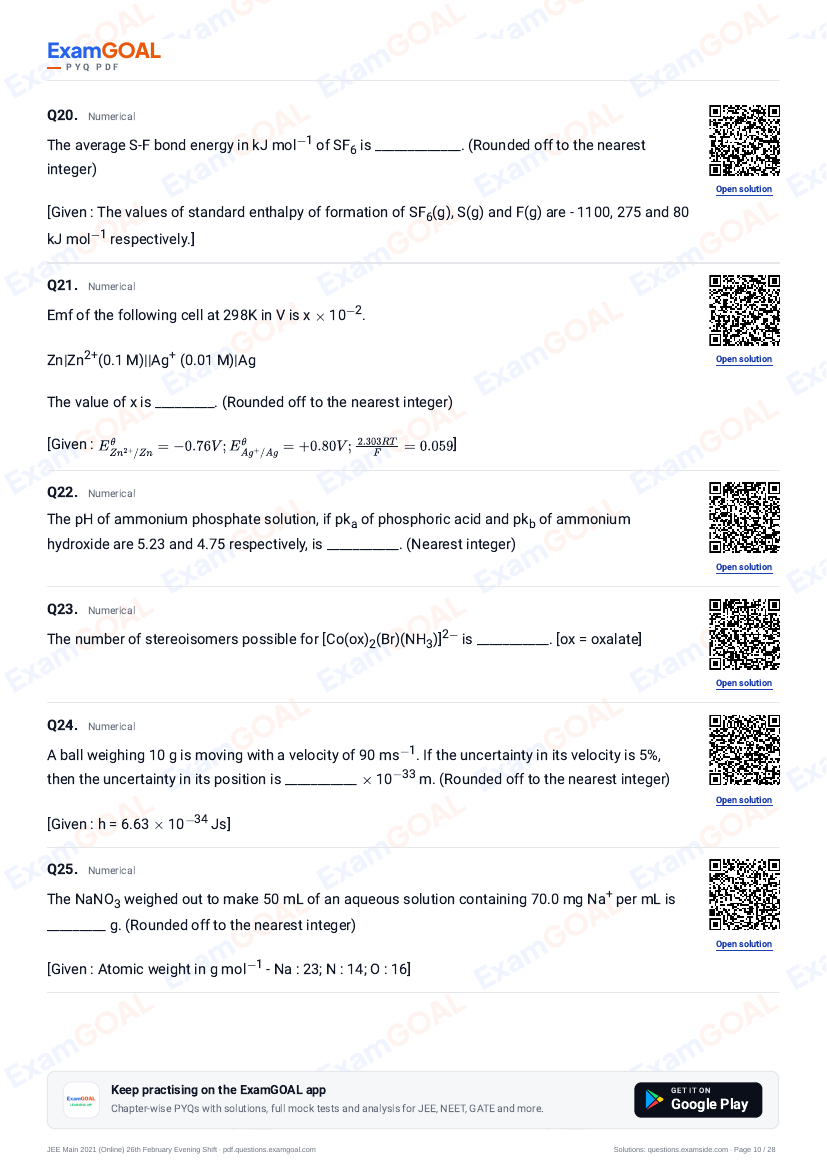 ExamGOAL
PYQ PDF
Q20. Numerical
The average S-F bond energy in kJ mol⁻¹ of SF₆ is ____________. (Rounded off to the nearest
integer)
Open solution
[Given : The values of standard enthalpy of formation of SF₆(g), S(g) and F(g) are - 1100, 275 and 80
kJ mol⁻¹ respectively.]
Q21. Numerical
Emf of the following cell at 298K in V is x × 10⁻².
Zn|Zn²⁺(0.1 M)||Ag⁺ (0.01 M)|Ag
Open solution
The value of x is _________. (Rounded off to the nearest integer)
[Given : E^θ_{Zn²⁺/Zn} = −0.76V; E^θ_{Ag⁺/Ag} = +0.80V; 2.303RT/F = 0.059]
Q22. Numerical
The pH of ammonium phosphate solution, if pkₐ of phosphoric acid and pk_b of ammonium
hydroxide are 5.23 and 4.75 respectively, is __________. (Nearest integer)
Open solution
Q23. Numerical
The number of stereoisomers possible for [Co(ox)₂(Br)(NH₃)]²⁻ is __________. [ox = oxalate]
Open solution
Q24. Numerical
A ball weighing 10 g is moving with a velocity of 90 ms⁻¹. If the uncertainty in its velocity is 5%,
then the uncertainty in its position is __________ × 10⁻³³ m. (Rounded off to the nearest integer)
Open solution
[Given : h = 6.63 × 10⁻³⁴ Js]
Q25. Numerical
The NaNO₃ weighed out to make 50 mL of an aqueous solution containing 70.0 mg Na⁺ per mL is
________ g. (Rounded off to the nearest integer)
Open solution
[Given : Atomic weight in g mol⁻¹ - Na : 23; N : 14; O : 16]
Keep practising on the ExamGOAL app
Chapter-wise PYQs with solutions, full mock tests and analysis for JEE, NEET, GATE and more.
GET IT ON
Google Play
JEE Main 2021 (Online) 26th February Evening Shift · pdf.questions.examgoal.com
Solutions: questions.examside.com · Page 10 / 28